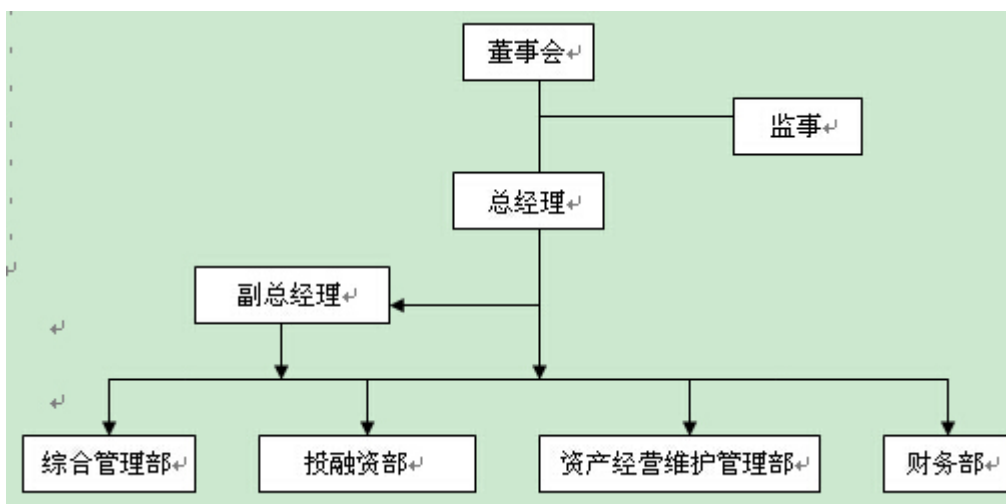 董事会
监事
总经理
副总经理
综合管理部
投融资部
资产经营维护管理部
财务部